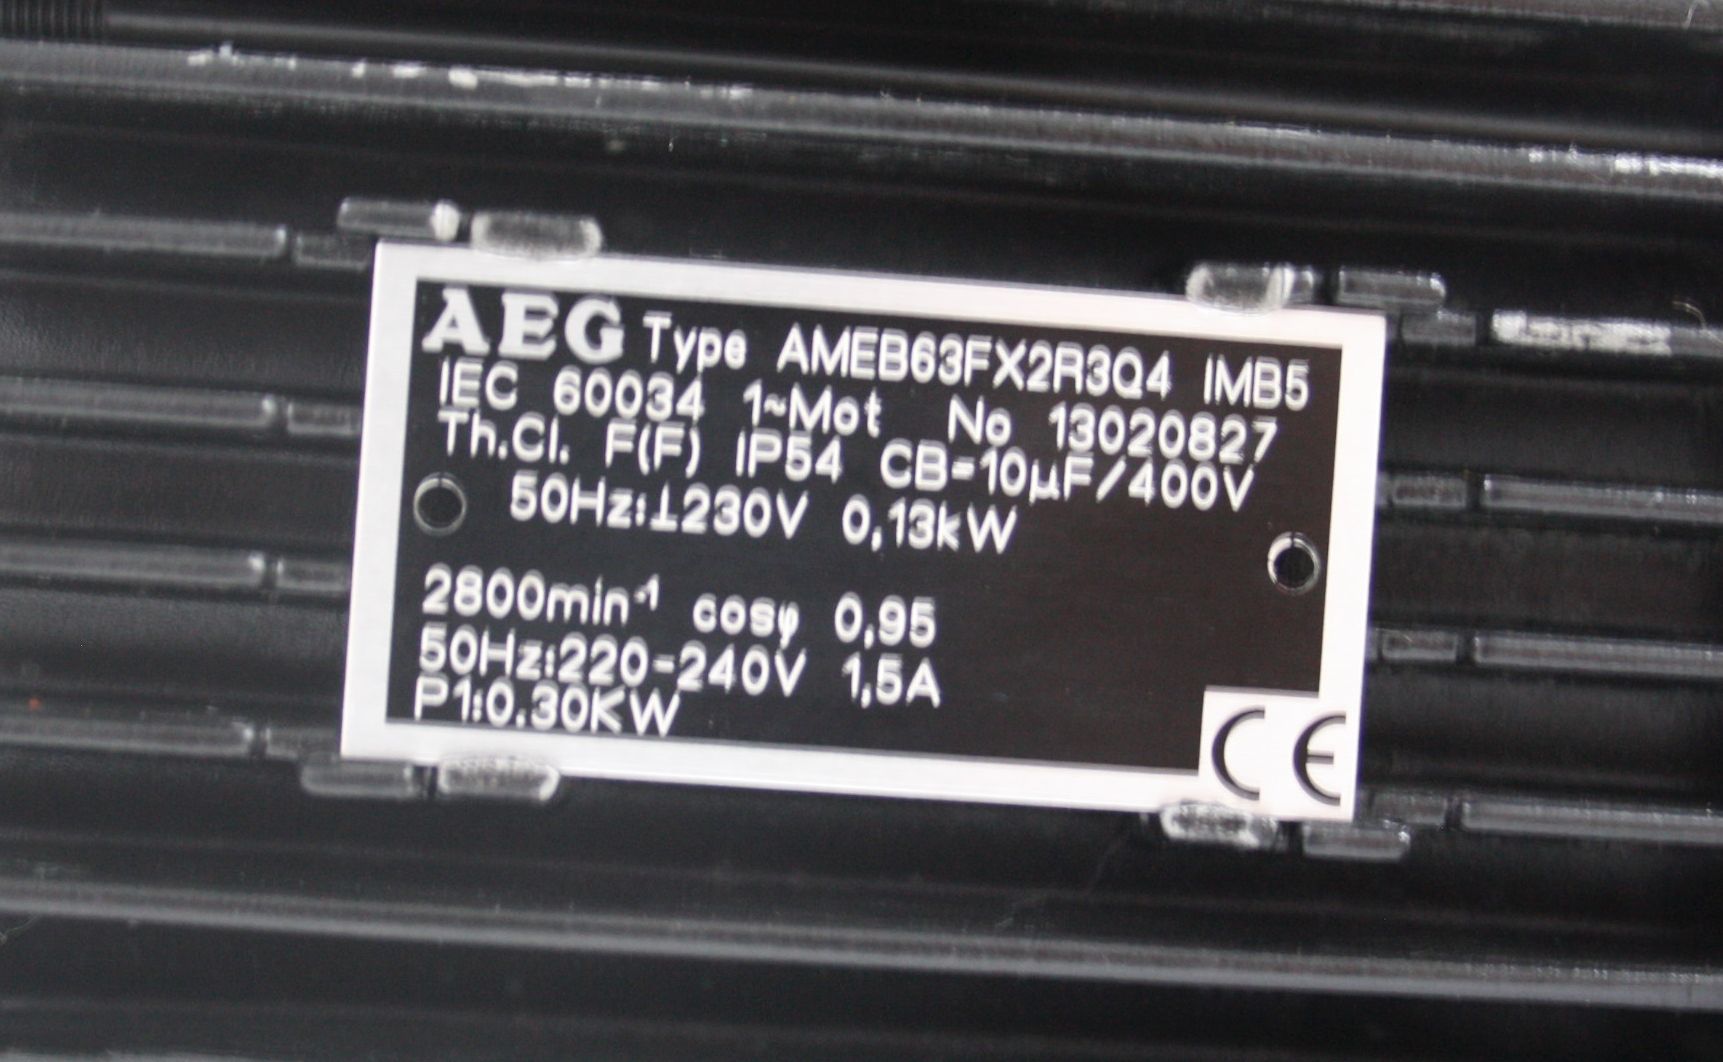 AEG Type AMEB63FX2R3Q4 IMB5
IEC 60034 1~Mot No 13020827
Th.Cl. F(F) IP54 CB=10µF/400V
50Hz:⊥230V 0,13kW
2800min⁻¹ cosφ 0,95
50Hz:220-240V 1,5A
P1:0.30KW
CE